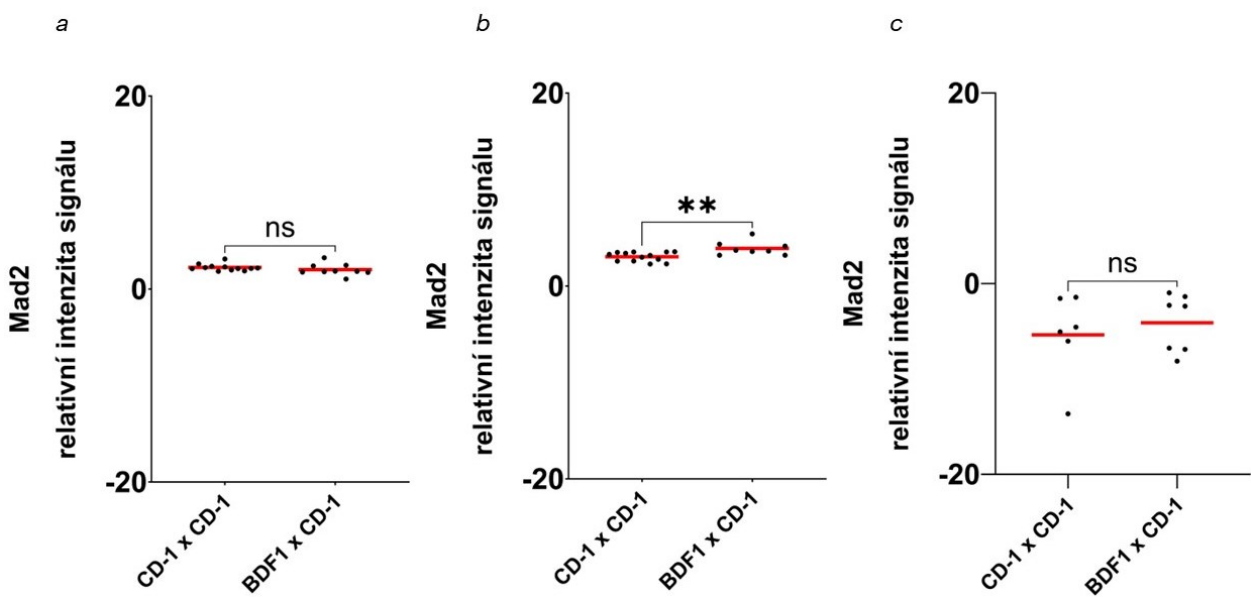 a
20
0
-20
Mad2
relativní intenzita signálu
ns
CD-1 x CD-1
BDF1 x CD-1
b
20
0
-20
Mad2
relativní intenzita signálu
**
CD-1 x CD-1
BDF1 x CD-1
c
20
0
-20
Mad2
relativní intenzita signálu
ns
CD-1 x CD-1
BDF1 x CD-1